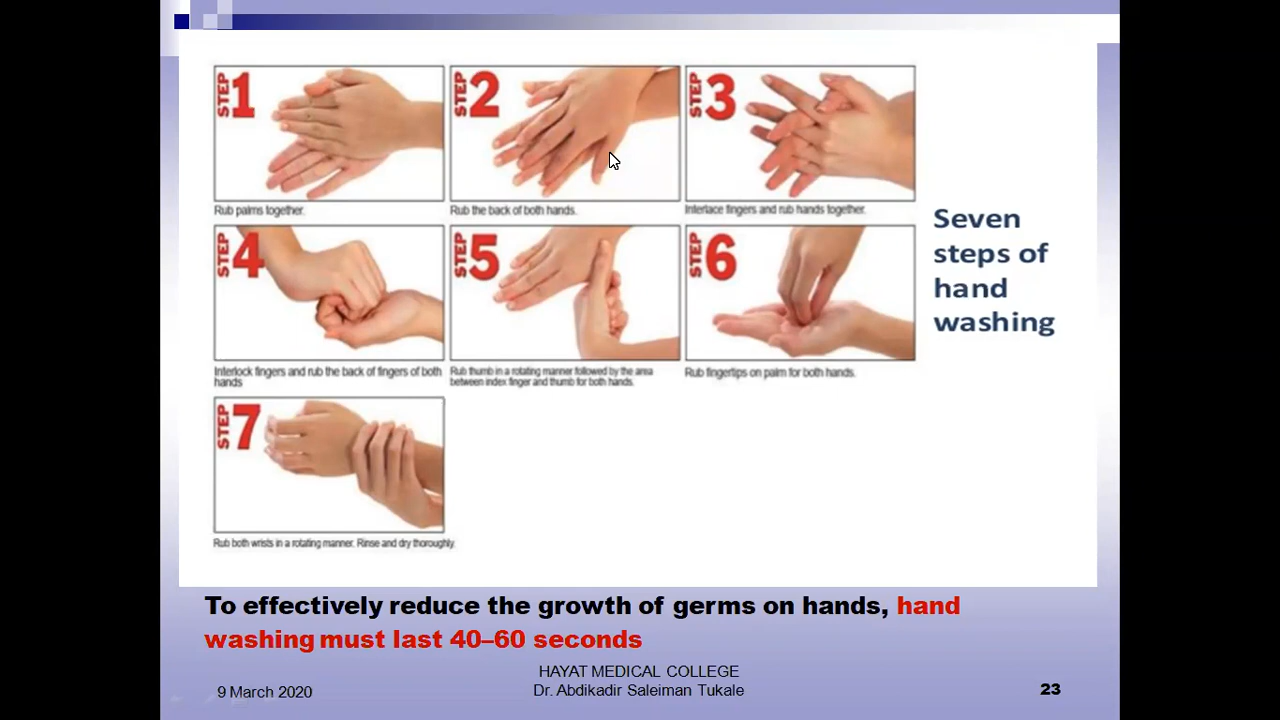 STEP 1
Rub palms together.
STEP 2
Rub the back of both hands.
STEP 3
Interlace fingers and rub hands together.
Seven
steps of
hand
washing
STEP 4
Interlock fingers and rub the back of fingers of both
hands
STEP 5
Rub thumb in a rotating manner followed by the area
between index finger and thumb for both hands.
STEP 6
Rub fingertips on palm for both hands.
STEP 7
Rub both wrists in a rotating manner. Rinse and dry thoroughly.
To effectively reduce the growth of germs on hands, hand
washing must last 40–60 seconds
9 March 2020
HAYAT MEDICAL COLLEGE
Dr. Abdikadir Saleiman Tukale
23